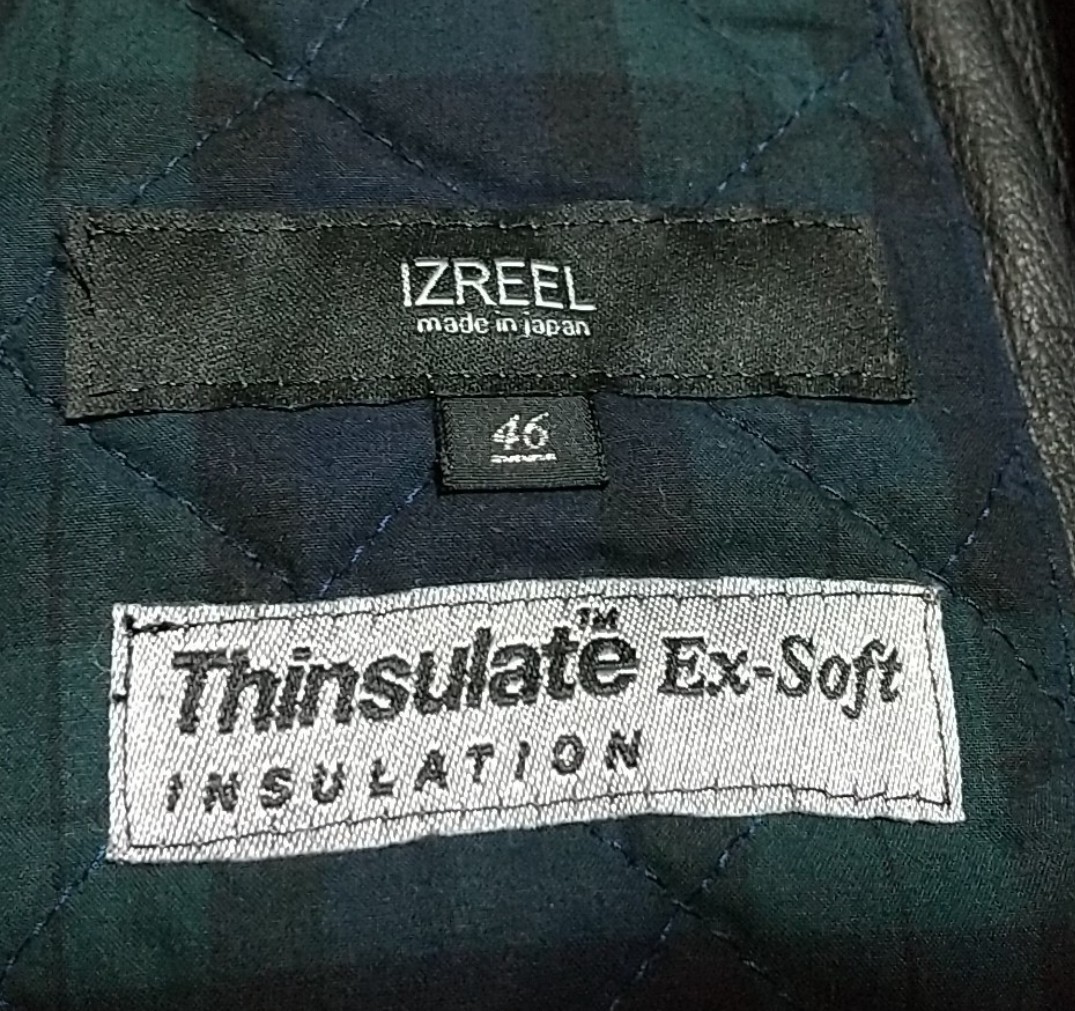 IZREEL
made in japan
46
Thinsulate™ Ex-Soft
INSULATION